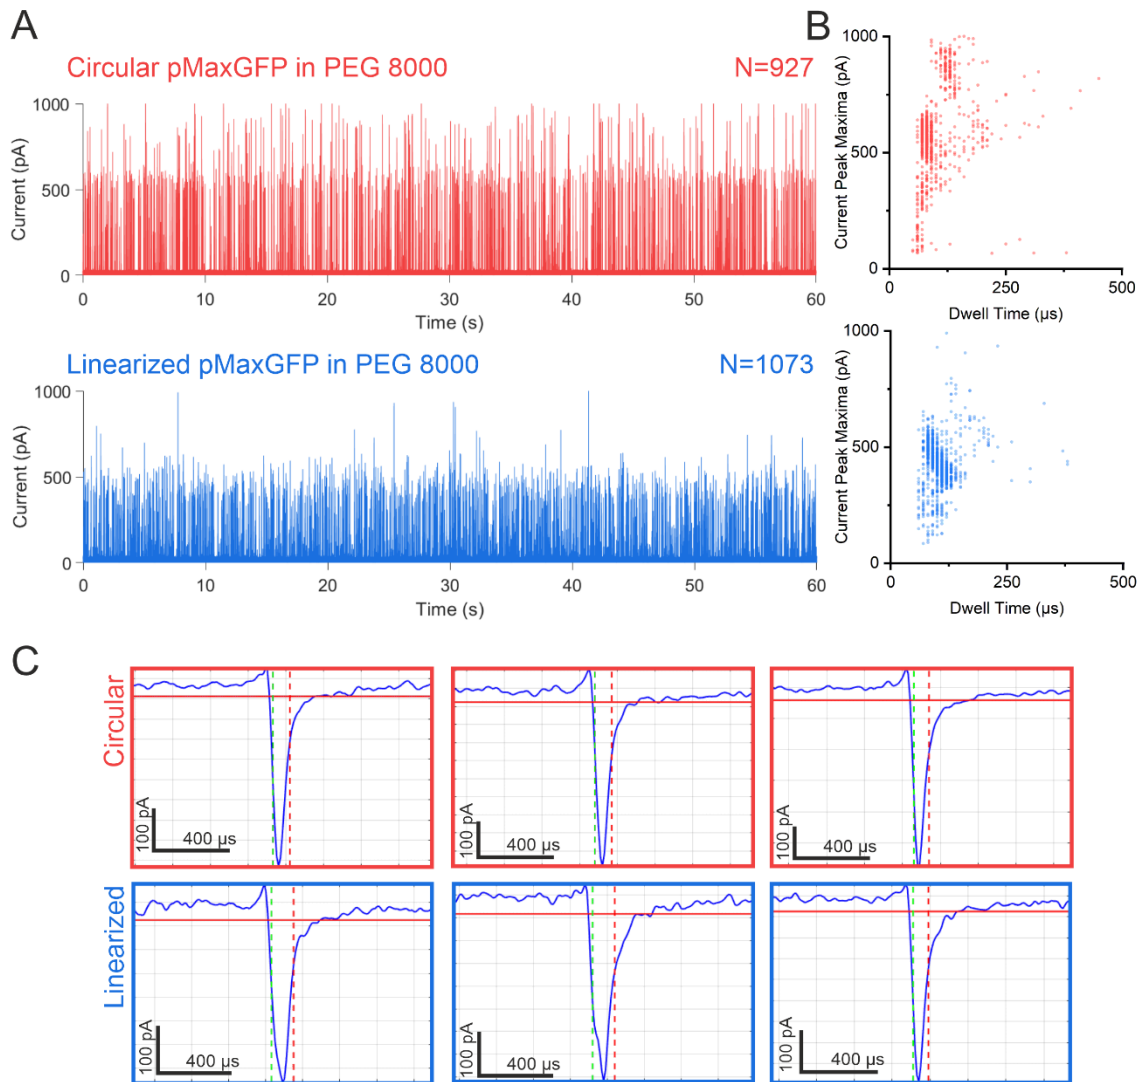 A
B
Circular pMaxGFP in PEG 8000
N=927
Current (pA)
1000
500
0
0
10
20
30
40
50
60
Time (s)
Current Peak Maxima (pA)
1000
500
0
0
250
500
Dwell Time (µs)
Linearized pMaxGFP in PEG 8000
N=1073
Current (pA)
1000
500
0
0
10
20
30
40
50
60
Time (s)
Current Peak Maxima (pA)
1000
500
0
0
250
500
Dwell Time (µs)
C
Circular
100 pA
400 µs
100 pA
400 µs
100 pA
400 µs
Linearized
100 pA
400 µs
100 pA
400 µs
100 pA
400 µs